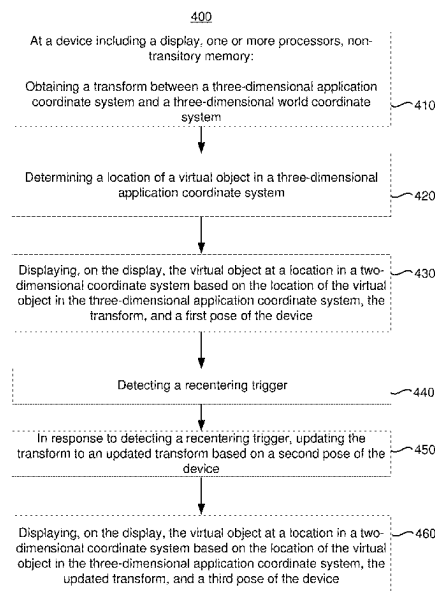 400
At a device including a display, one or more processors, non-
transitory memory:
Obtaining a transform between a three-dimensional application
coordinate system and a three-dimensional world coordinate
system
410
Determining a location of a virtual object in a three-dimensional
application coordinate system
420
Displaying, on the display, the virtual object at a location in a two-
dimensional coordinate system based on the location of the virtual
object in the three-dimensional application coordinate system, the
transform, and a first pose of the device
430
Detecting a recentering trigger
440
In response to detecting a recentering trigger, updating the
transform to an updated transform based on a second pose of the
device
450
Displaying, on the display, the virtual object at a location in a two-
dimensional coordinate system based on the location of the virtual
object in the three-dimensional application coordinate system,
the updated transform, and a third pose of the device
460